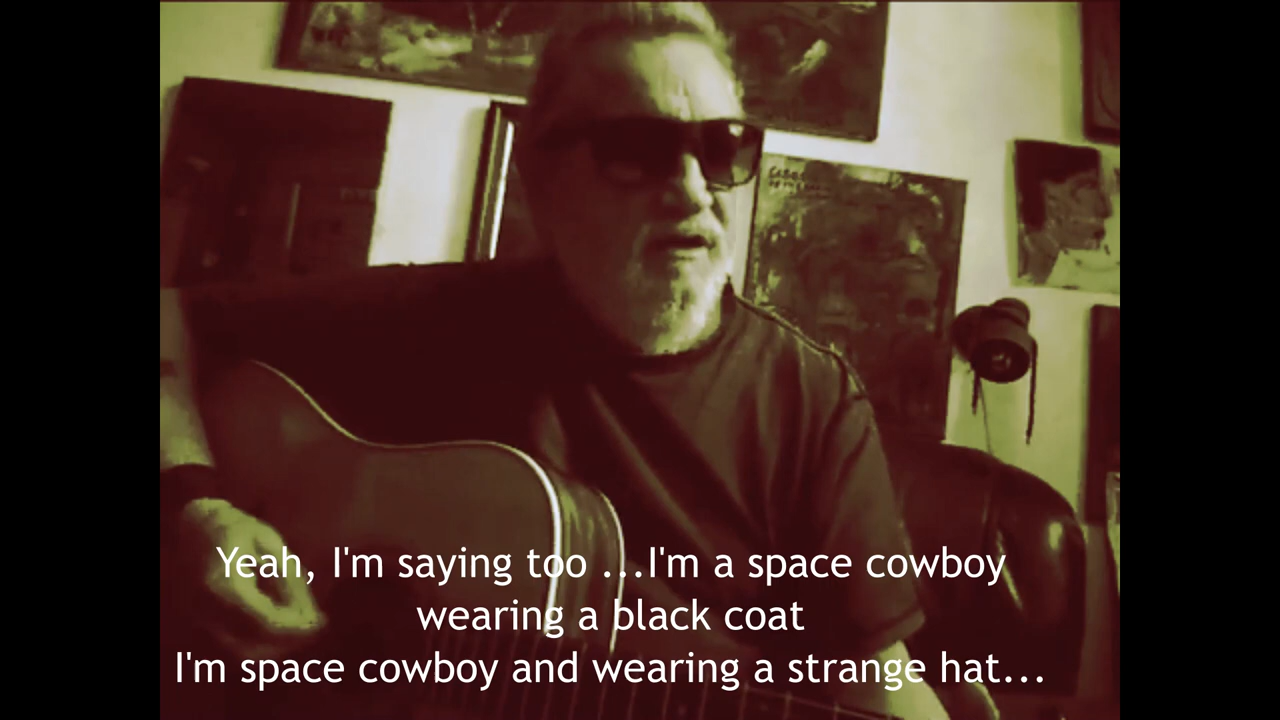 Yeah, I'm saying too ...I'm a space cowboy
wearing a black coat
I'm space cowboy and wearing a strange hat...